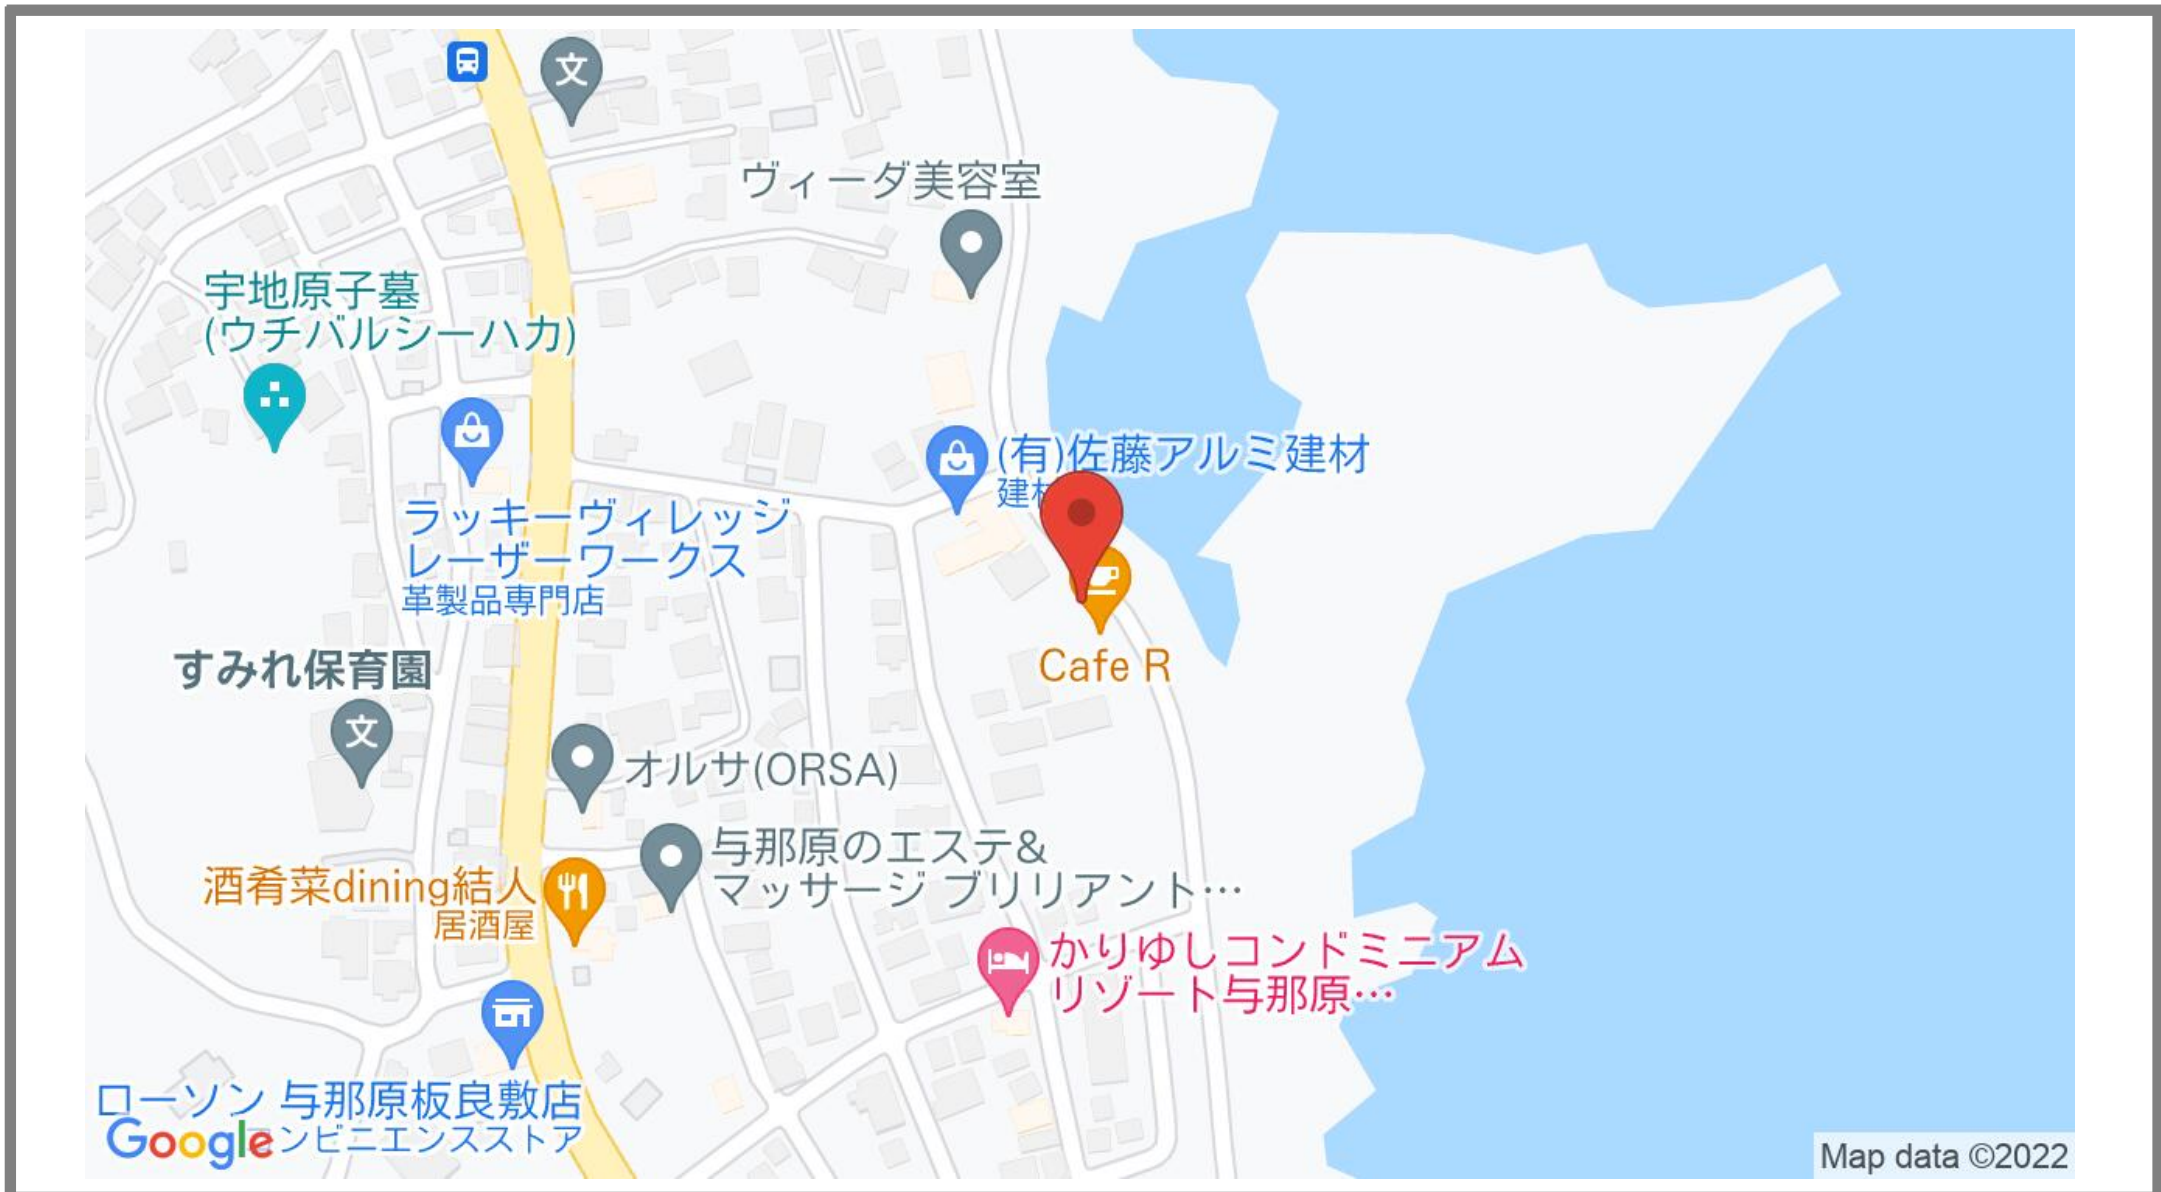 文
ヴィーダ美容室
宇地原子墓
(ウチバルシーハカ)
(有)佐藤アルミ建材
建材
ラッキーヴィレッジ
レーザーワークス
革製品専門店
Cafe R
すみれ保育園
文
オルサ(ORSA)
与那原のエステ&
マッサージ ブリリアント…
酒肴菜dining結人
居酒屋
かりゆしコンドミニアム
リゾート与那原…
ローソン 与那原板良敷店
Google
ンビニエンスストア
Map data ©2022